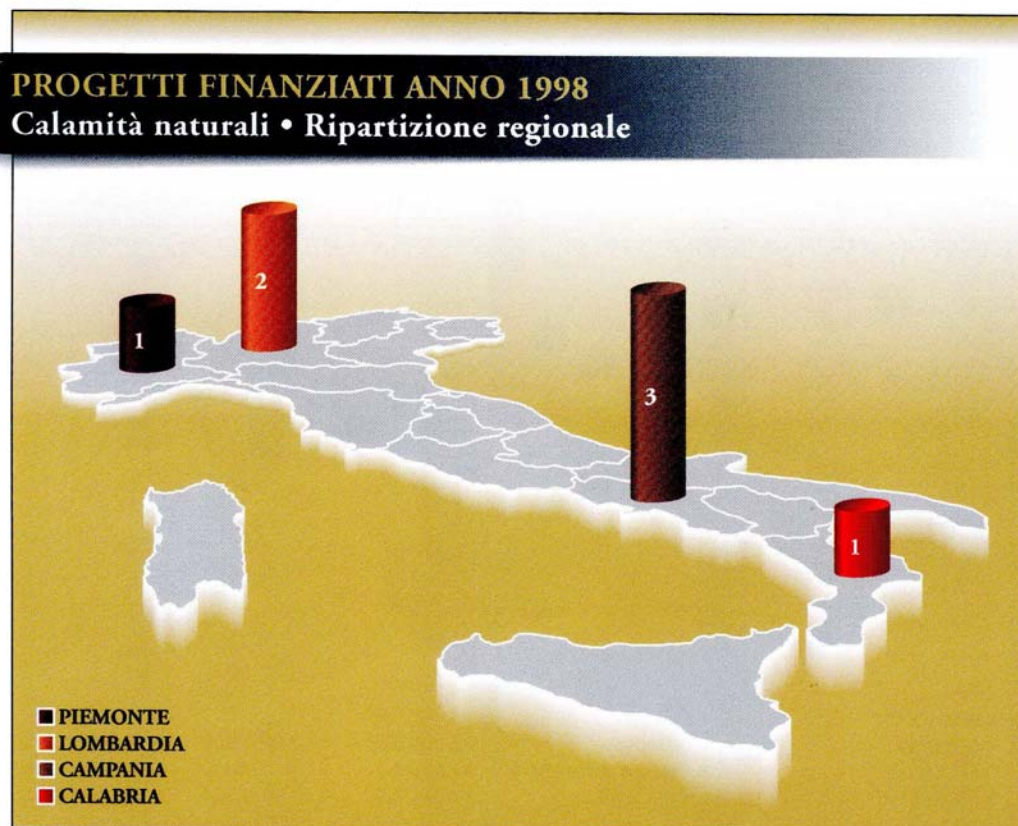 PROGETTI FINANZIATI ANNO 1998
Calamità naturali • Ripartizione regionale
2
1
3
1
PIEMONTE
LOMBARDIA
CAMPANIA
CALABRIA